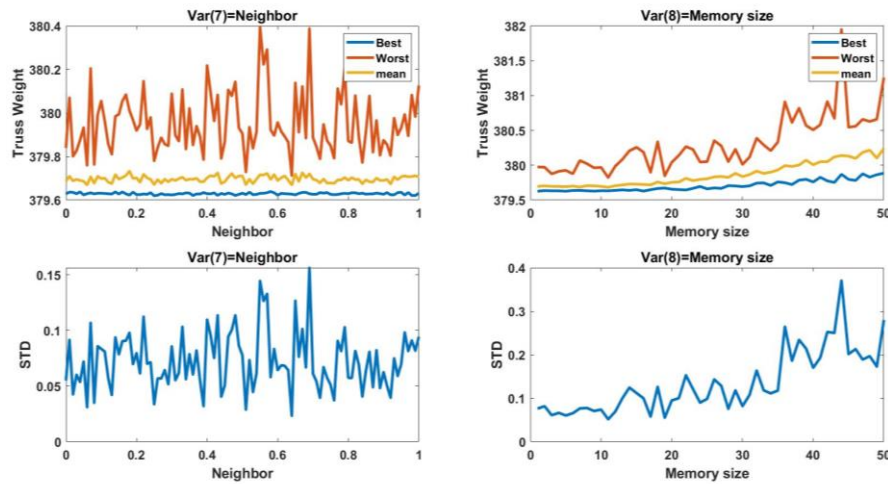 Var(7)=Neighbor
380.4
380.2
380
379.8
379.6
Truss Weight
Best
Worst
mean
0 0.2 0.4 0.6 0.8 1
Neighbor
Var(8)=Memory size
382
381.5
381
380.5
380
379.5
Truss Weight
Best
Worst
mean
0 10 20 30 40 50
Memory size
Var(7)=Neighbor
0.15
0.1
0.05
0
STD
0 0.2 0.4 0.6 0.8 1
Neighbor
Var(8)=Memory size
0.4
0.3
0.2
0.1
0
STD
0 10 20 30 40 50
Memory size